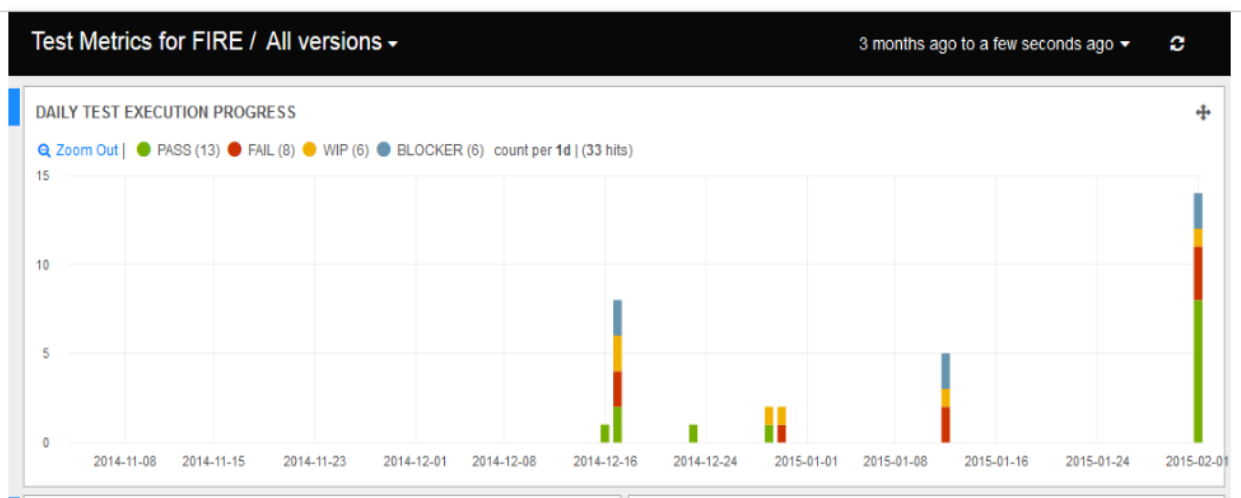 Test Metrics for FIRE / All versions
3 months ago to a few seconds ago
DAILY TEST EXECUTION PROGRESS
Zoom Out | PASS (13) FAIL (8) WIP (6) BLOCKER (6) count per 1d | (33 hits)
15
10
5
0
2014-11-08 2014-11-15 2014-11-23 2014-12-01 2014-12-08 2014-12-16 2014-12-24 2015-01-01 2015-01-08 2015-01-16 2015-01-24 2015-02-01